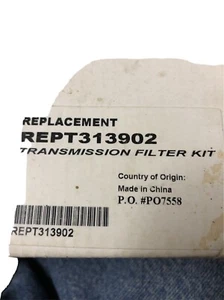 REPLACEMENT
REPT313902
TRANSMISSION FILTER KIT
Country of Origin:
Made in China
P.O. #PO7558
REPT313902